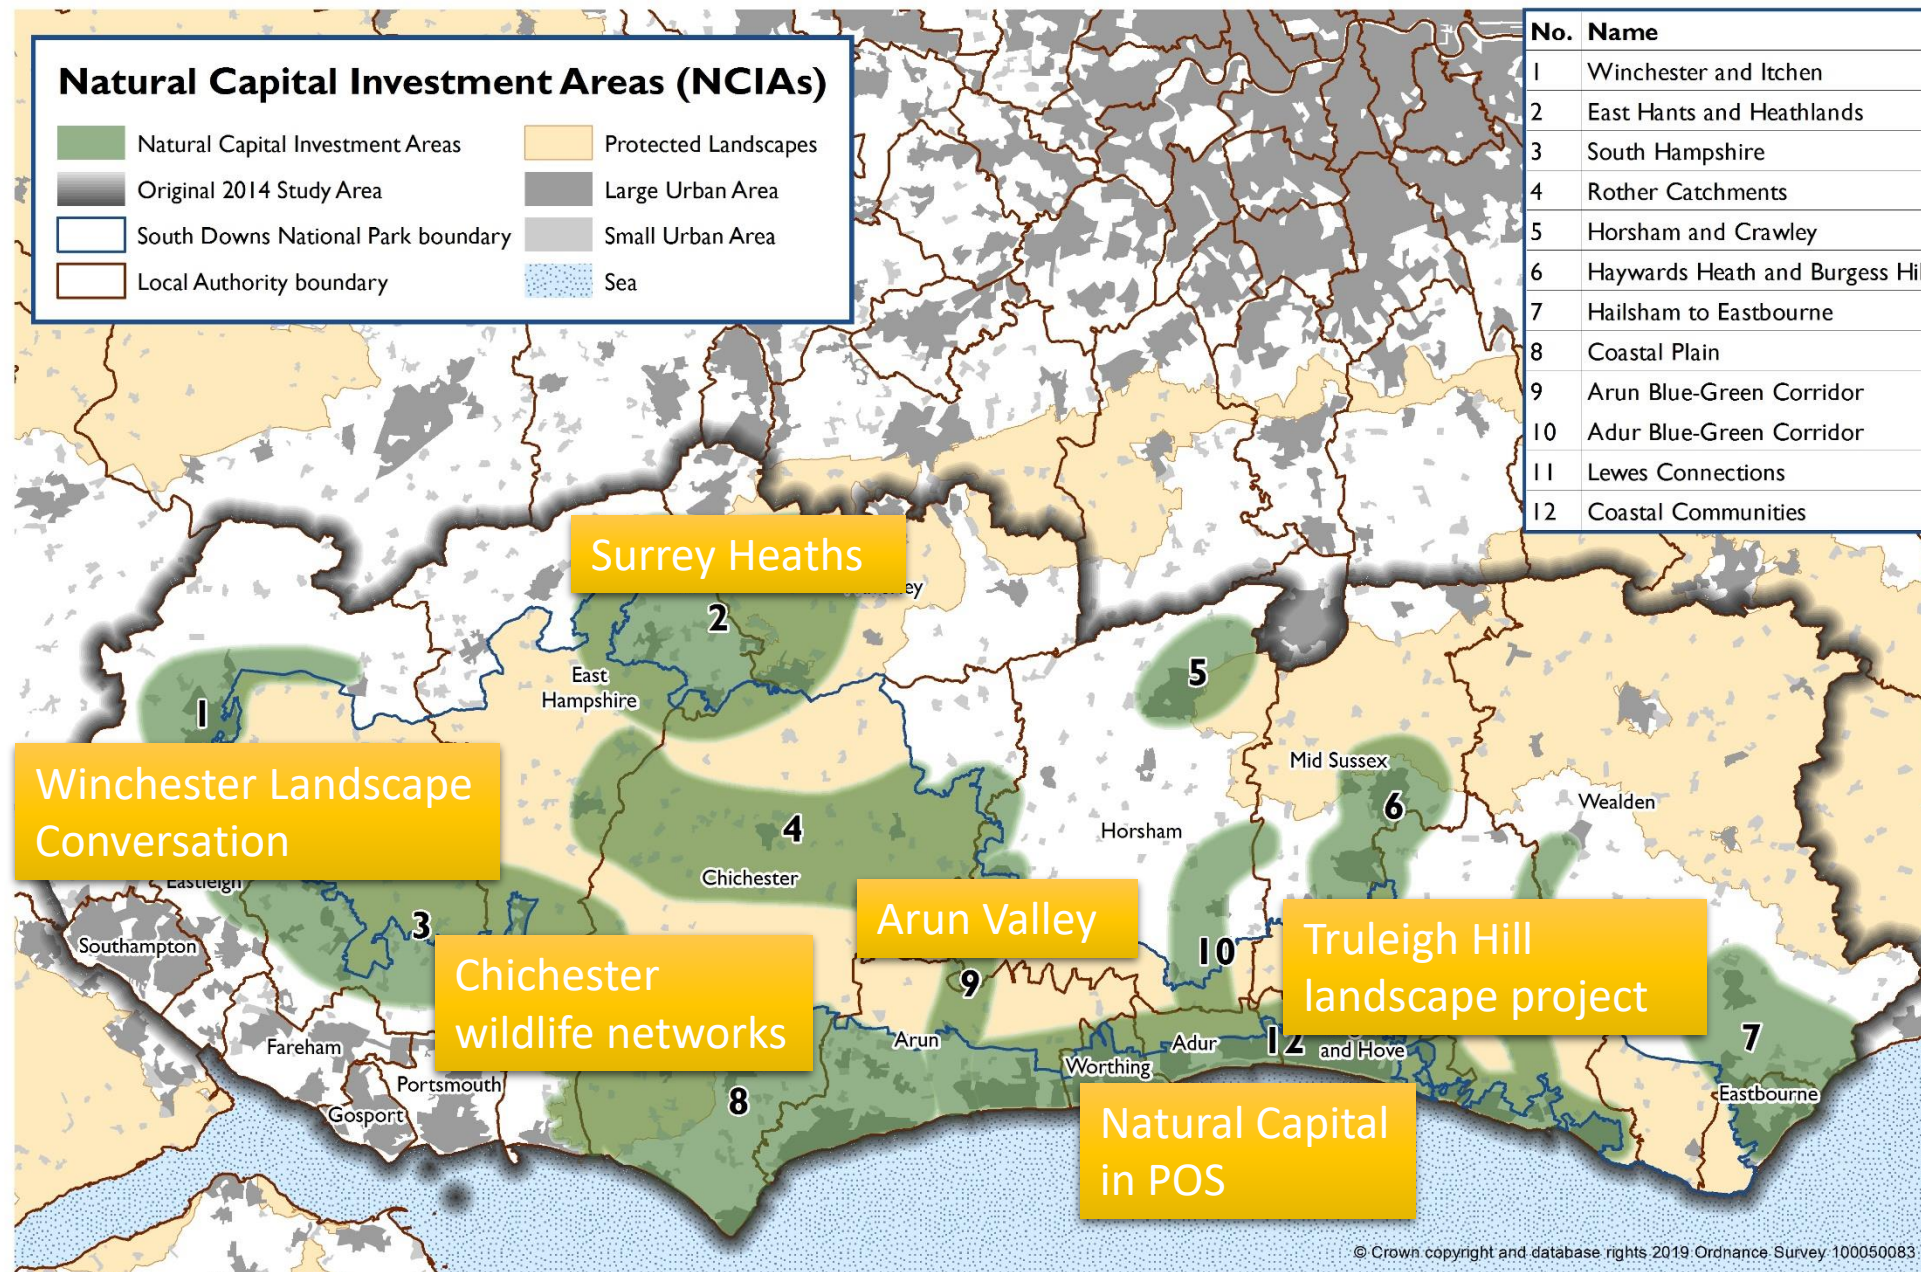 Natural Capital Investment Areas (NCIAs)
Natural Capital Investment Areas
Original 2014 Study Area
South Downs National Park boundary
Local Authority boundary
Protected Landscapes
Large Urban Area
Small Urban Area
Sea
No. Name
1 Winchester and Itchen
2 East Hants and Heathlands
3 South Hampshire
4 Rother Catchments
5 Horsham and Crawley
6 Haywards Heath and Burgess Hil
7 Hailsham to Eastbourne
8 Coastal Plain
9 Arun Blue-Green Corridor
10 Adur Blue-Green Corridor
11 Lewes Connections
12 Coastal Communities
Surrey Heaths
2
East
Hampshire
1
5
Winchester Landscape
Conversation
Mid Sussex
6
Wealden
4
Horsham
Chichester
Eastleigh
Southampton
3
Arun Valley
10
Truleigh Hill
landscape project
Chichester
wildlife networks
9
Fareham
Arun
Adur
12
and Hove
7
Worthing
Portsmouth
Gosport
8
Eastbourne
Natural Capital
in POS
© Crown copyright and database rights 2019 Ordnance Survey 100050083